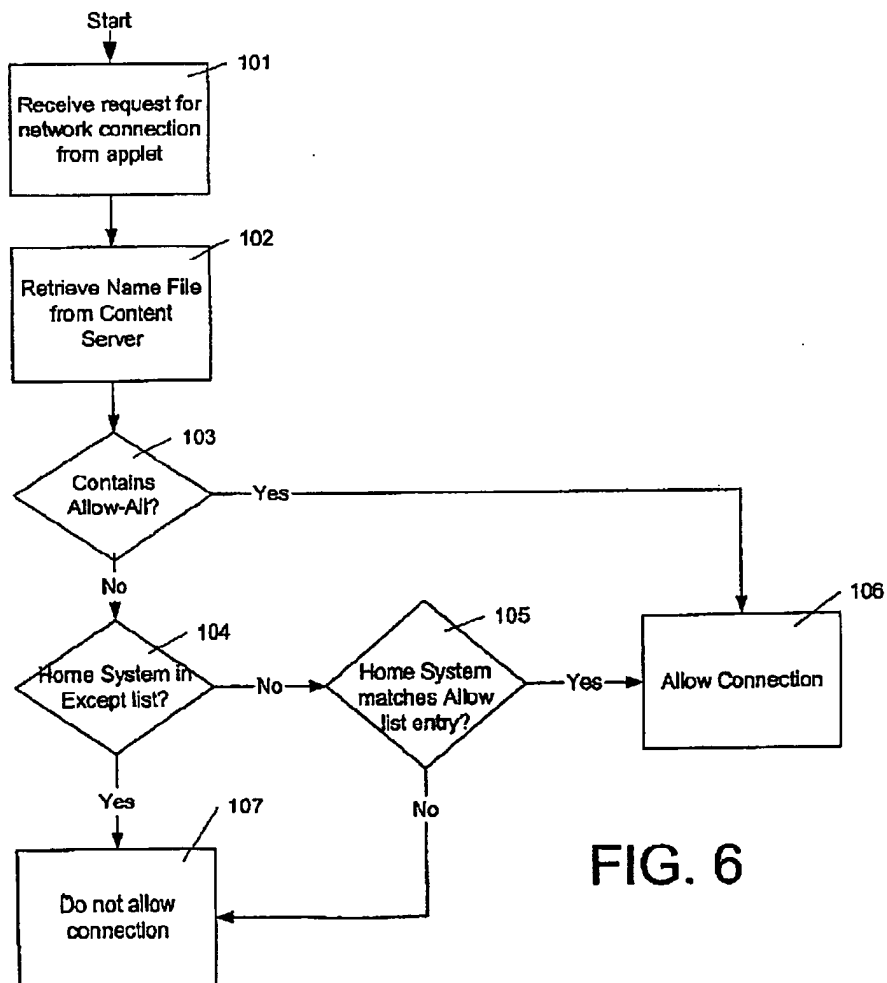 Start
101
Receive request for
network connection
from applet
102
Retrieve Name File
from Content
Server
103
Contains
Allow-All?
Yes
No
104
Home System in
Except list?
No
105
Home System
matches Allow
list entry?
Yes
106
Allow Connection
Yes
No
107
Do not allow
connection
FIG. 6